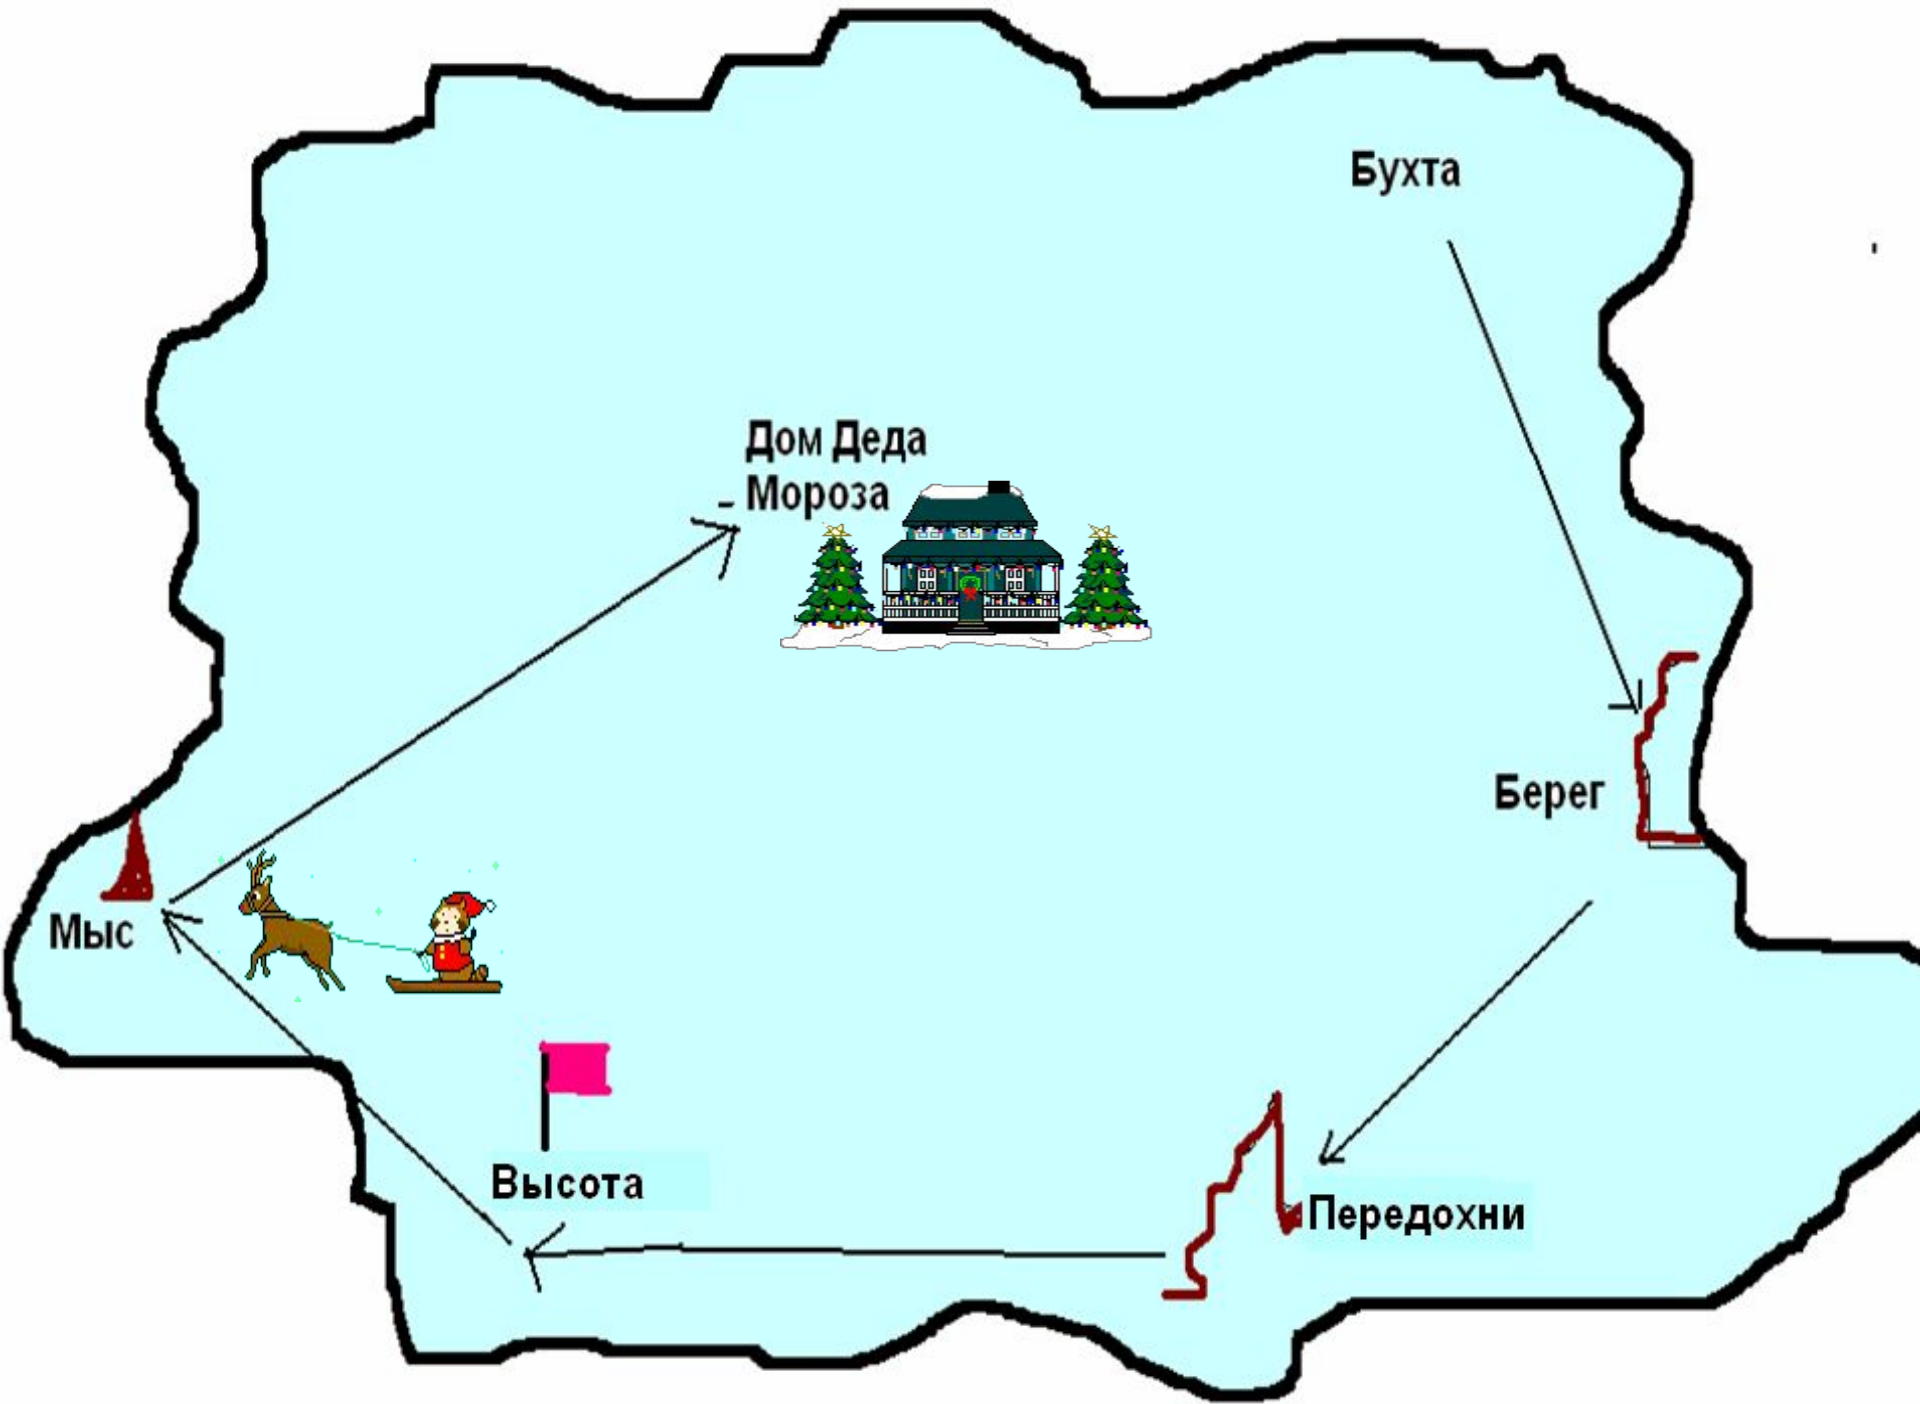 Бухта
Дом Деда
- Мороза
Берег
Мыс
Высота
Передохни